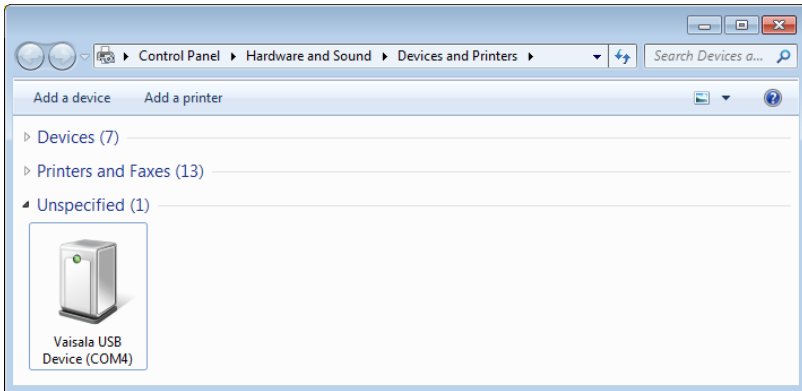 Control Panel ▸ Hardware and Sound ▸ Devices and Printers ▸
Search Devices a...
Add a device Add a printer
Devices (7)
Printers and Faxes (13)
Unspecified (1)
Vaisala USB
Device (COM4)